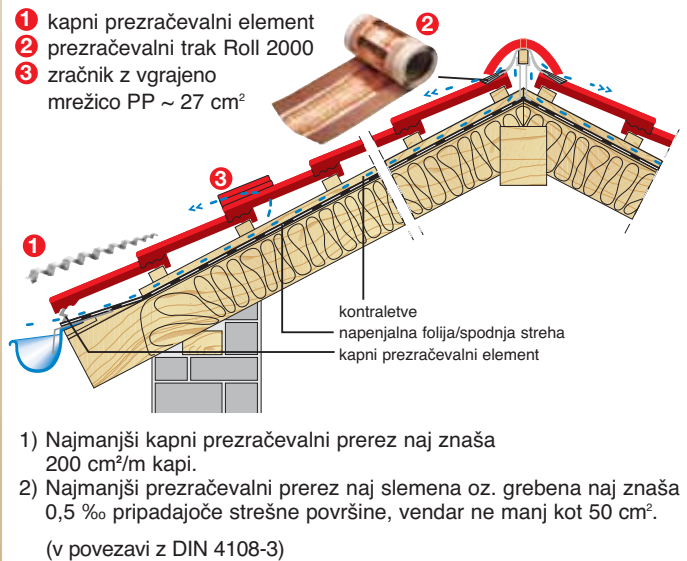 1 kapni prezračevalni element
2 prezračevalni trak Roll 2000
3 zračnik z vgrajeno
mrežico PP ~ 27 cm²
2
3
1
kontraletve
napenjalna folija/spodnja streha
kapni prezračevalni element
1) Najmanjši kapni prezračevalni prerez naj znaša
200 cm²/m kapi.
2) Najmanjši prezračevalni prerez naj slemena oz. grebena naj znaša
0,5 ‰ pripadajoče strešne površine, vendar ne manj kot 50 cm².
(v povezavi z DIN 4108-3)